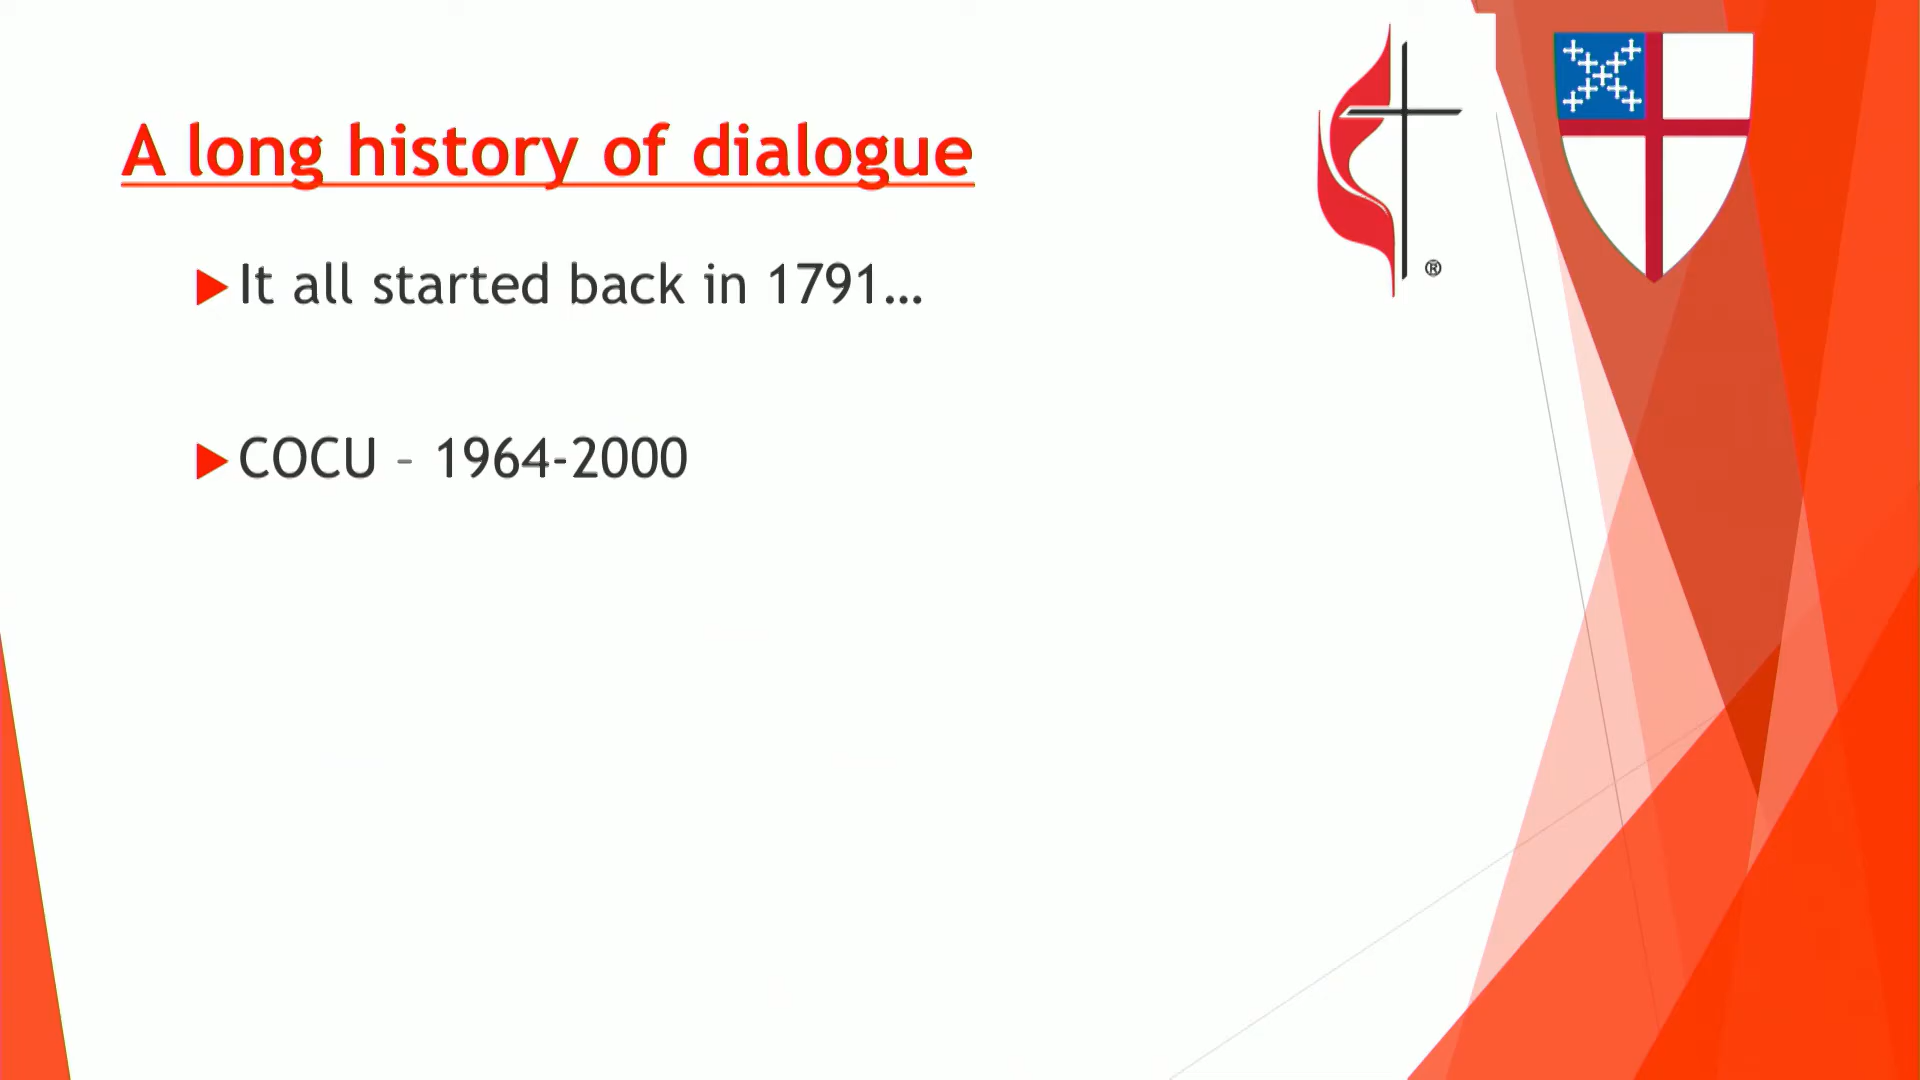 A long history of dialogue
It all started back in 1791…
COCU – 1964-2000
®